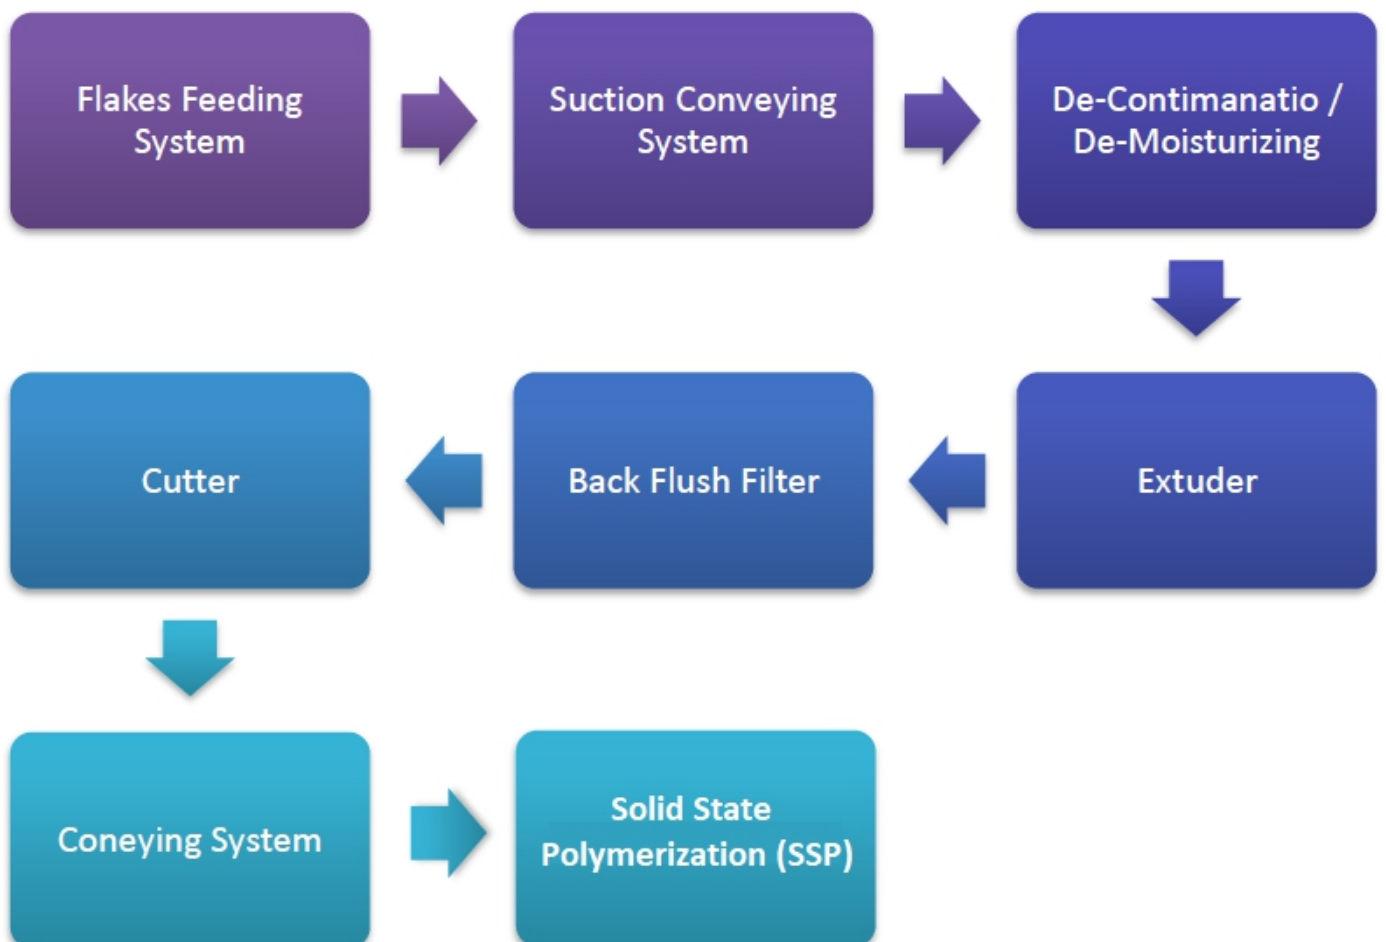 Flakes Feeding
System
Suction Conveying
System
De-Contimanatio /
De-Moisturizing
Extuder
Back Flush Filter
Cutter
Coneying System
Solid State
Polymerization (SSP)